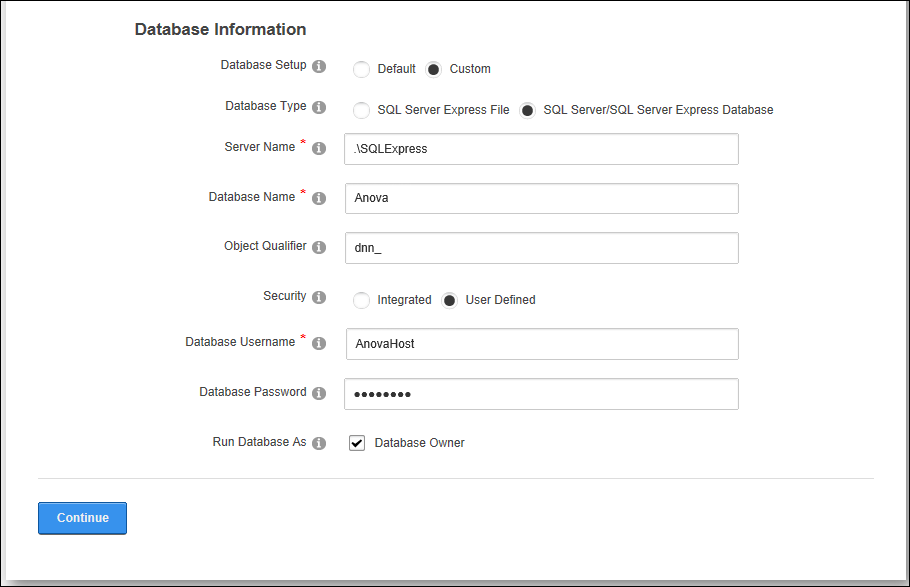 Database Information
Database Setup Default Custom
Database Type SQL Server Express File SQL Server/SQL Server Express Database
Server Name * .\SQLExpress
Database Name * Anova
Object Qualifier dnn_
Security Integrated User Defined
Database Username * AnovaHost
Database Password ••••••••
Run Database As Database Owner
Continue